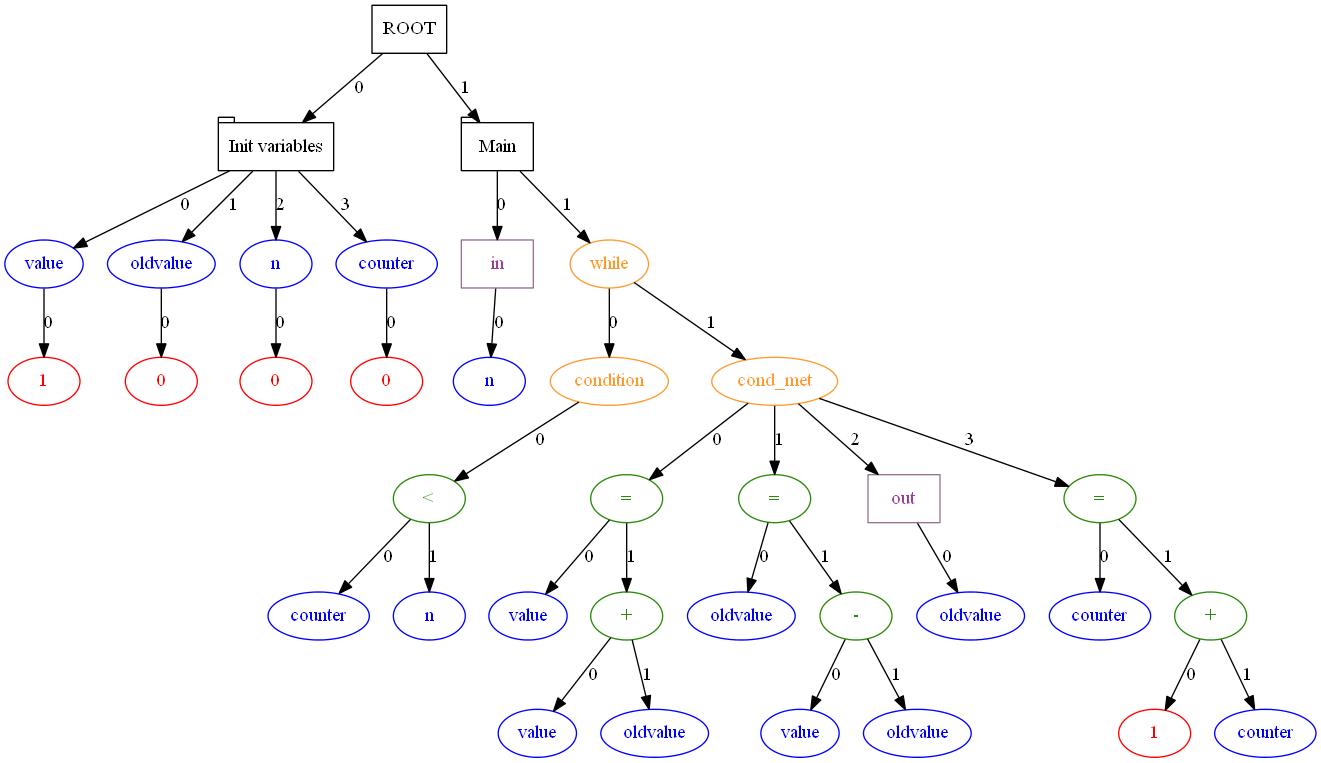 ROOT
0 1
Init variables Main
0 1 2 3 0 1
value oldvalue n counter in while
0 0 0 0 0 0 1
1 0 0 0 n condition cond_met
0 0 1 2 3
< = = out =
0 1 0 1 0 1 0 0 1
counter n value + oldvalue - oldvalue counter +
0 1 0 1 0 1
value oldvalue value oldvalue 1 counter